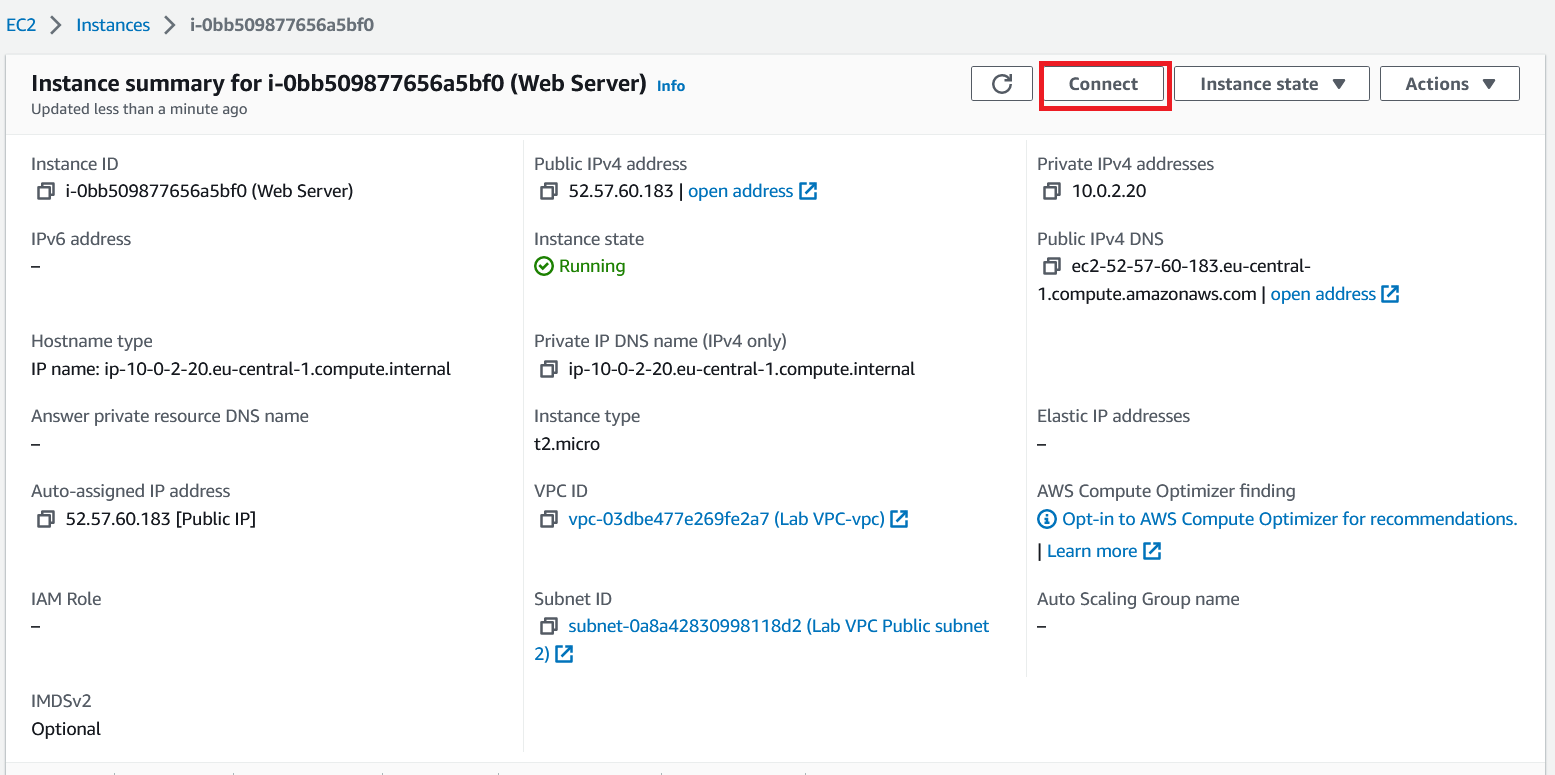 EC2 > Instances > i-0bb509877656a5bf0
Instance summary for i-0bb509877656a5bf0 (Web Server) Info
Updated less than a minute ago
Connect
Instance state
Actions
Instance ID
i-0bb509877656a5bf0 (Web Server)
Public IPv4 address
52.57.60.183 | open address
Private IPv4 addresses
10.0.2.20
IPv6 address
–
Instance state
Running
Public IPv4 DNS
ec2-52-57-60-183.eu-central-
1.compute.amazonaws.com | open address
Hostname type
IP name: ip-10-0-2-20.eu-central-1.compute.internal
Private IP DNS name (IPv4 only)
ip-10-0-2-20.eu-central-1.compute.internal
Answer private resource DNS name
–
Instance type
t2.micro
Elastic IP addresses
–
Auto-assigned IP address
52.57.60.183 [Public IP]
VPC ID
vpc-03dbe477e269fe2a7 (Lab VPC-vpc)
AWS Compute Optimizer finding
Opt-in to AWS Compute Optimizer for recommendations.
| Learn more
IAM Role
–
Subnet ID
subnet-0a8a42830998118d2 (Lab VPC Public subnet
2)
Auto Scaling Group name
–
IMDSv2
Optional